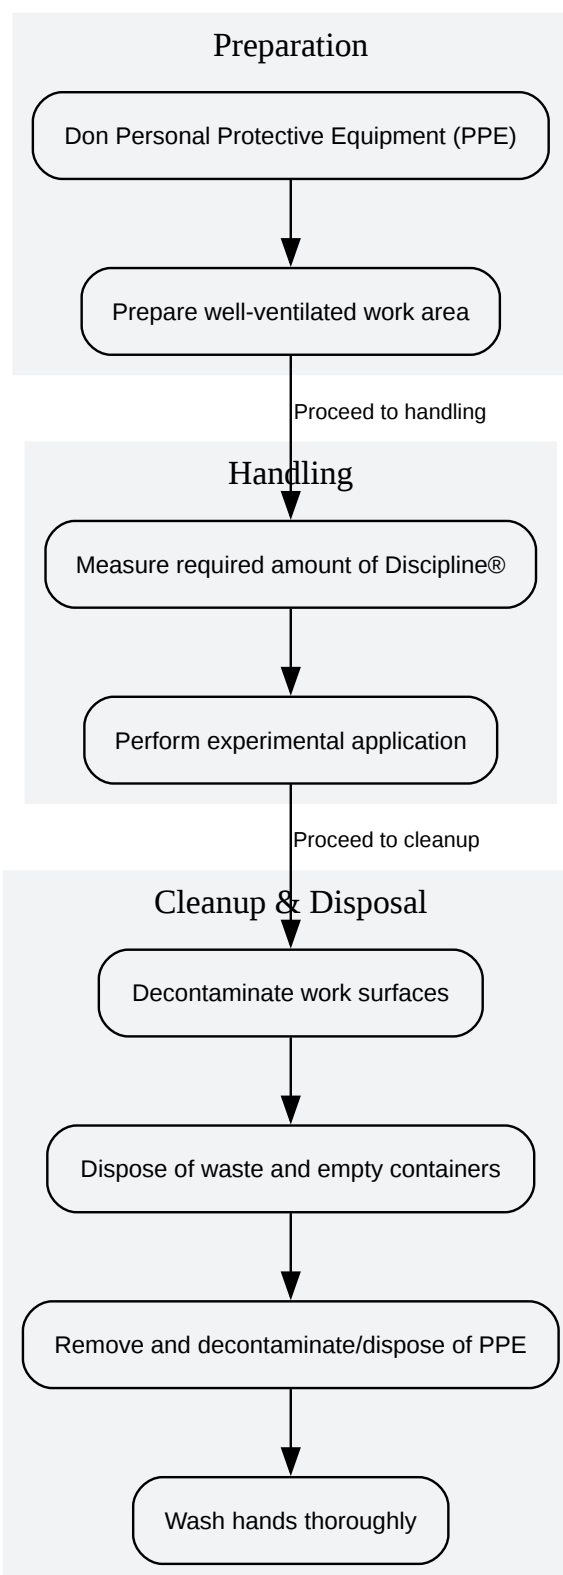 Preparation
Don Personal Protective Equipment (PPE)
Prepare well-ventilated work area
Proceed to handling
Handling
Measure required amount of Discipline®
Perform experimental application
Proceed to cleanup
Cleanup & Disposal
Decontaminate work surfaces
Dispose of waste and empty containers
Remove and decontaminate/dispose of PPE
Wash hands thoroughly